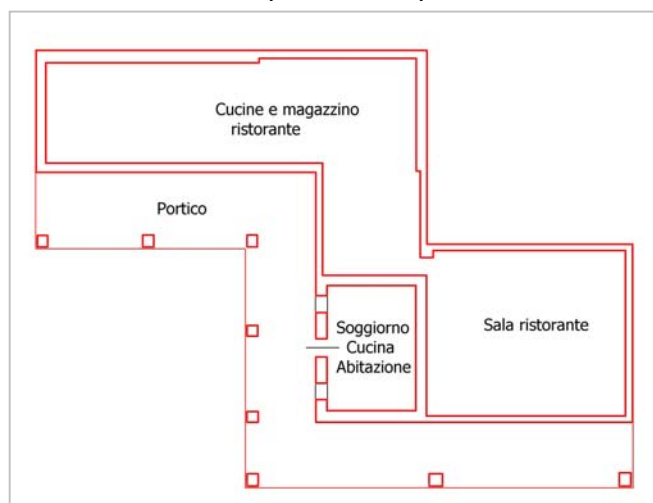 Cucine e magazzino
ristorante
Portico
Soggiorno
Cucina
Abitazione
Sala ristorante